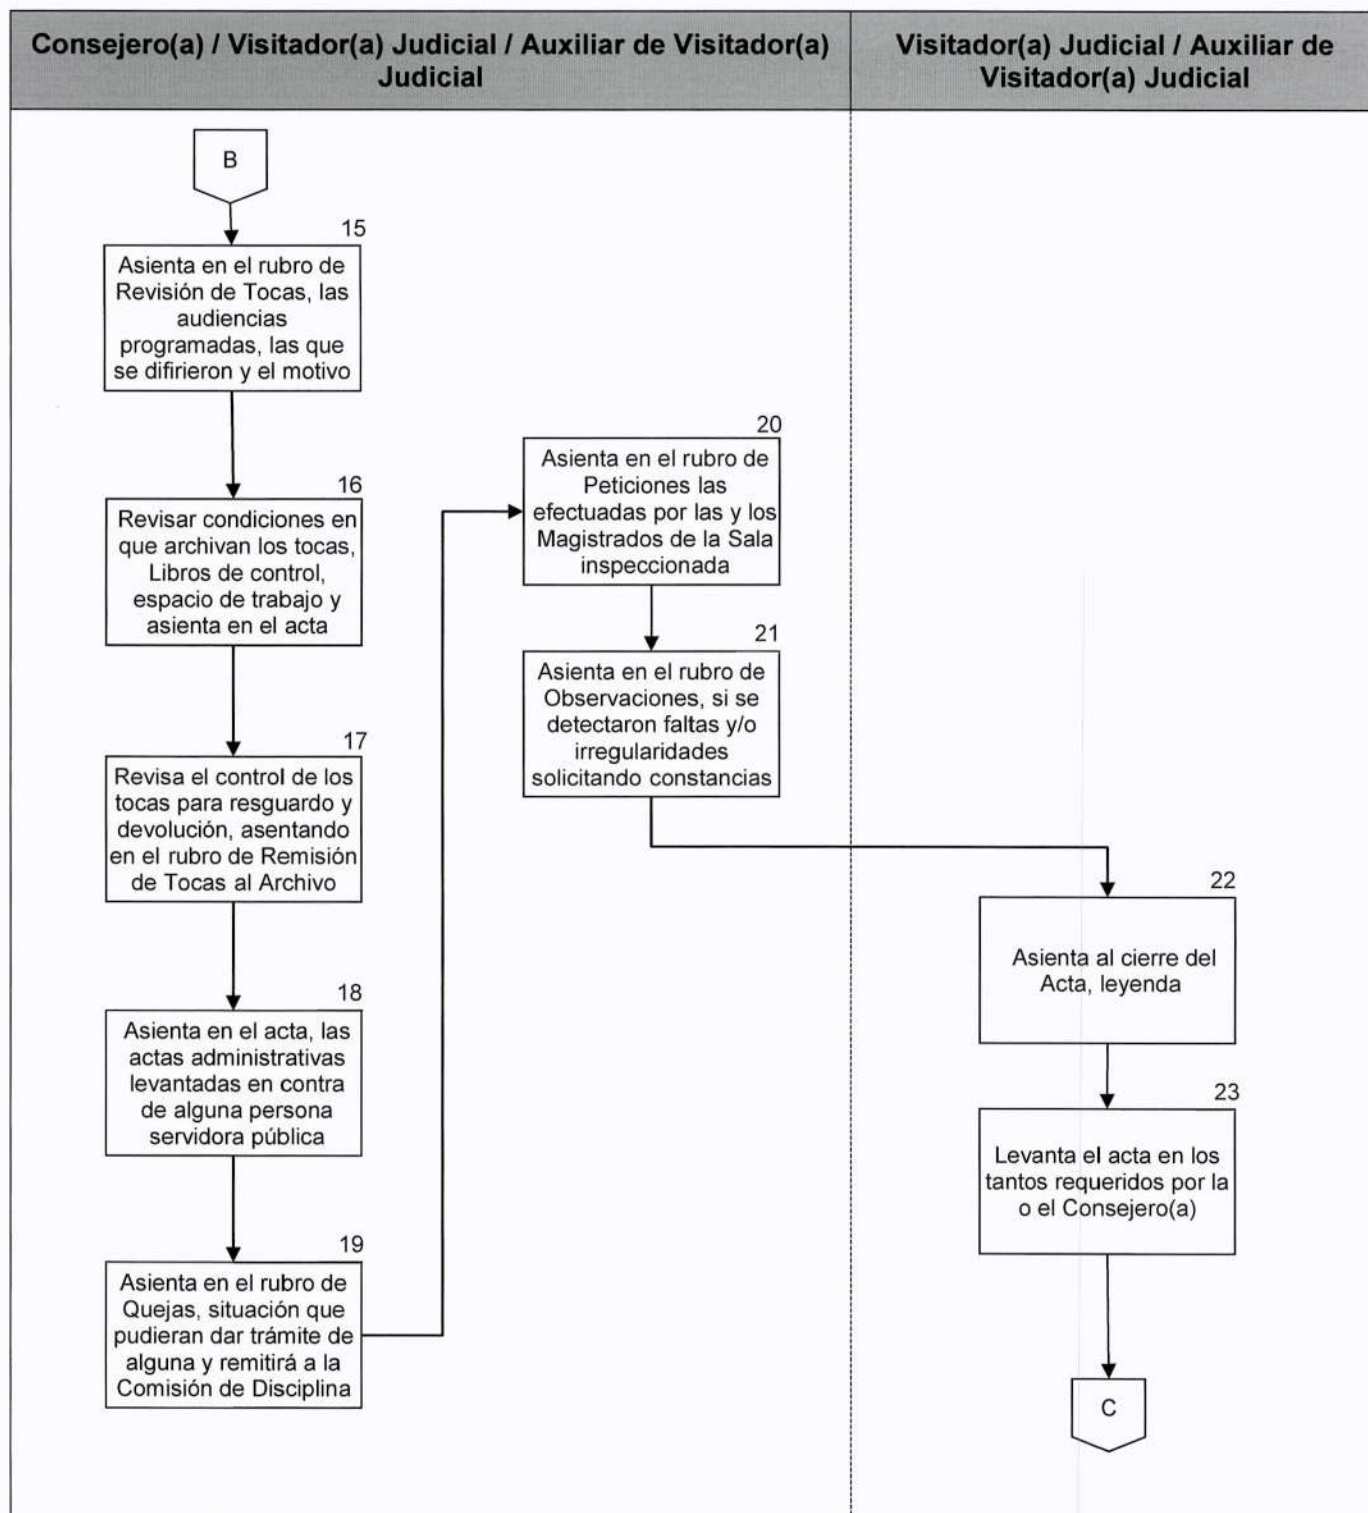 Consejero(a) / Visitador(a) Judicial / Auxiliar de Visitador(a)
Judicial
Visitador(a) Judicial / Auxiliar de
Visitador(a) Judicial
B
15
Asienta en el rubro de
Revisión de Tocas, las
audiencias
programadas, las que
se difirieron y el motivo
16
Revisar condiciones en
que archivan los tocas,
Libros de control,
espacio de trabajo y
asienta en el acta
17
Revisa el control de los
tocas para resguardo y
devolución, asentando
en el rubro de Remisión
de Tocas al Archivo
18
Asienta en el acta, las
actas administrativas
levantadas en contra
de alguna persona
servidora pública
19
Asienta en el rubro de
Quejas, situación que
pudieran dar trámite de
alguna y remitirá a la
Comisión de Disciplina
20
Asienta en el rubro de
Peticiones las
efectuadas por las y los
Magistrados de la Sala
inspeccionada
21
Asienta en el rubro de
Observaciones, si se
detectaron faltas y/o
irregularidades
solicitando constancias
22
Asienta al cierre del
Acta, leyenda
23
Levanta el acta en los
tantos requeridos por la
o el Consejero(a)
C